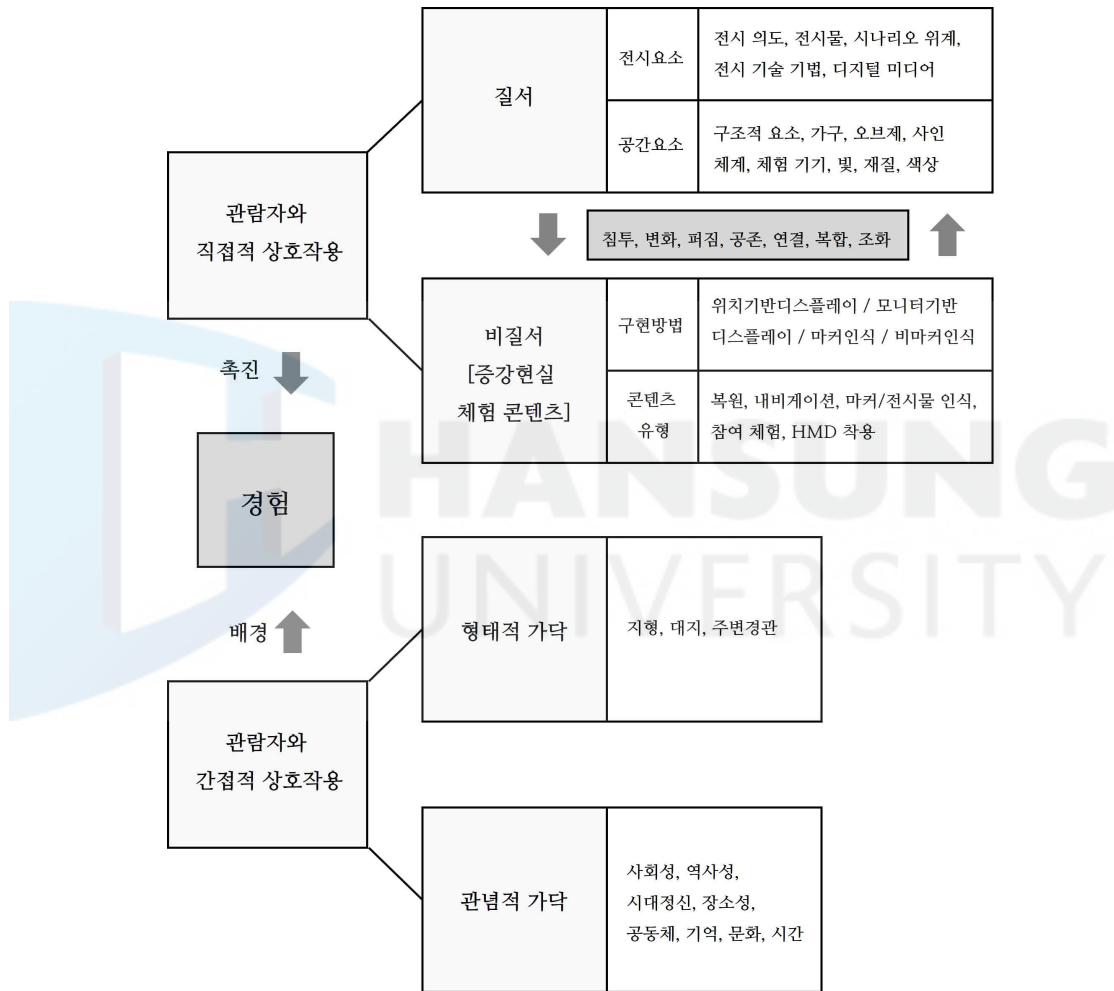 질서
전시요소
전시 의도, 전시물, 시나리오 위계,
전시 기술 기법, 디지털 미디어
공간요소
구조적 요소, 가구, 오브제, 사인
체계, 체험 기기, 빛, 재질, 색상
관람자와
직접적 상호작용
침투, 변화, 퍼짐, 공존, 연결, 복합, 조화
비질서
[증강현실
체험 콘텐츠]
구현방법
위치기반디스플레이 / 모니터기반
디스플레이 / 마커인식 / 비마커인식
콘텐츠
유형
복원, 내비게이션, 마커/전시물 인식,
참여 체험, HMD 착용
촉진
경험
배경
형태적 가닥
지형, 대지, 주변경관
관람자와
간접적 상호작용
관념적 가닥
사회성, 역사성,
시대정신, 장소성,
공동체, 기억, 문화, 시간
HANSUNG
UNIVERSITY